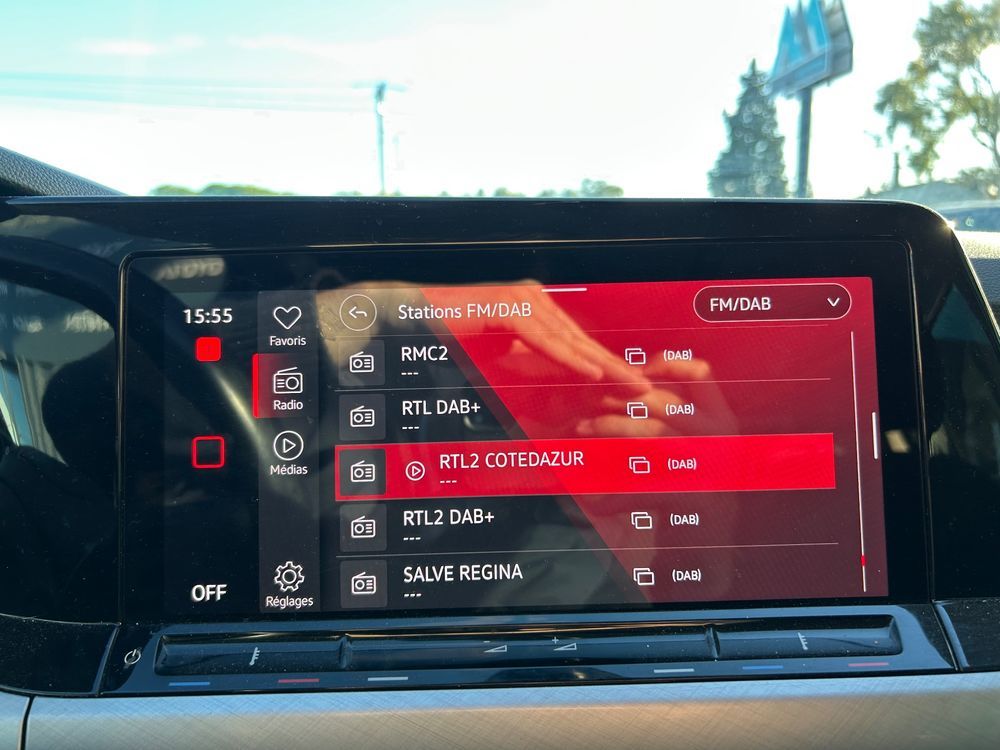 15:55
OFF
Favoris
Radio
Médias
Réglages
Stations FM/DAB
FM/DAB
RMC2
---
(DAB)
RTL DAB+
---
(DAB)
RTL2 COTEDAZUR
---
(DAB)
RTL2 DAB+
---
(DAB)
SALVE REGINA
---
(DAB)